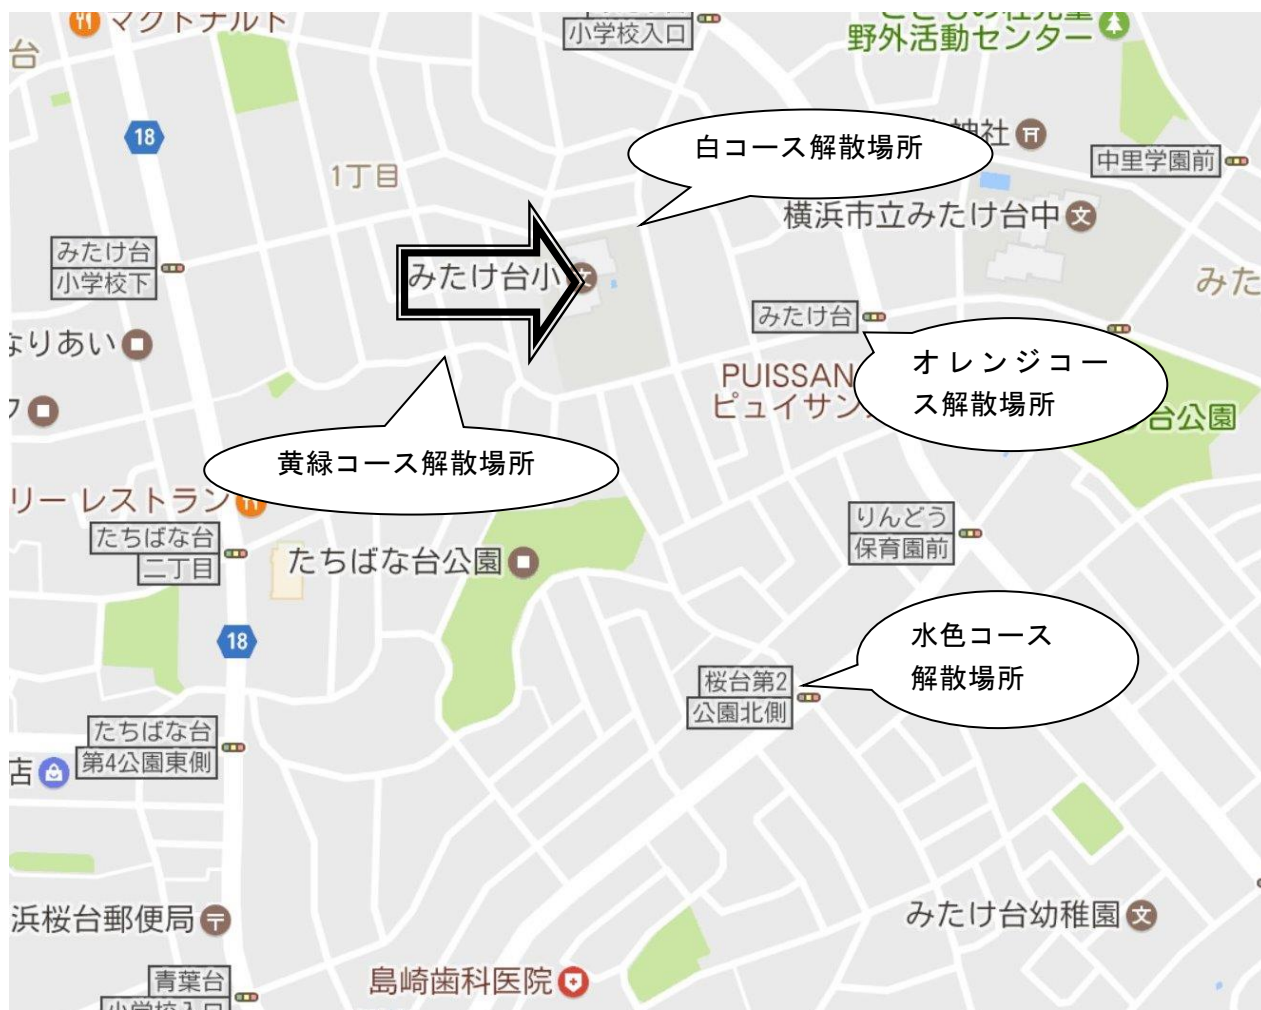 マクドナルド
小学校入口
野外活動センター
台
18
白コース解散場所
神社
中里学園前
1丁目
横浜市立みたけ台中
みたけ台
小学校下
みたけ台小
みた
みたけ台
なりあい
オレンジコー
ス解散場所
PUISSAN
ピュイサン
台公園
黄緑コース解散場所
リー レストラン
たちばな台
二丁目
たちばな台公園
りんどう
保育園前
18
水色コース
解散場所
桜台第2
公園北側
たちばな台
第4公園東側
店
浜桜台郵便局
みたけ台幼稚園
青葉台
小学校入口
島崎歯科医院